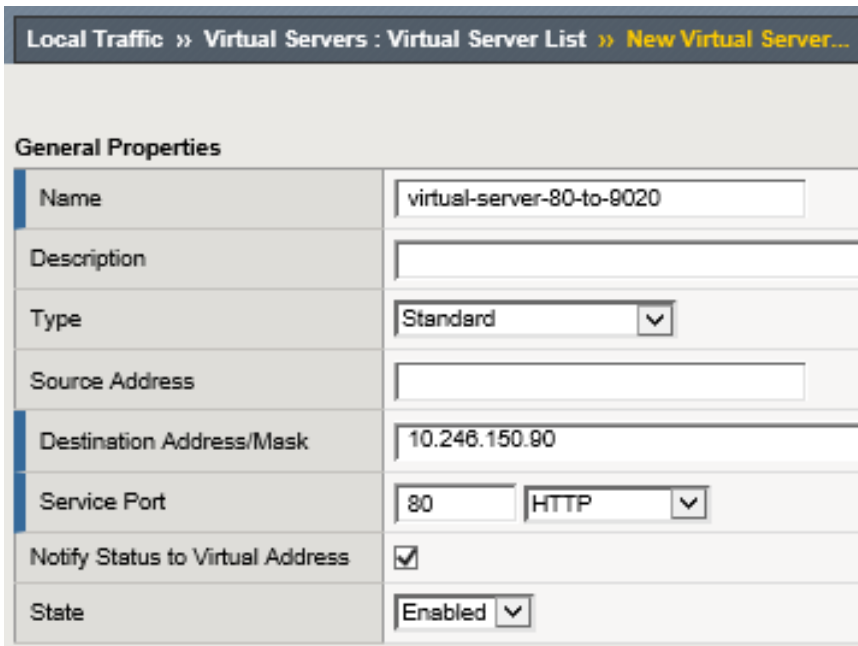 Local Traffic » Virtual Servers : Virtual Server List » New Virtual Server...
General Properties
Name virtual-server-80-to-9020
Description
Type Standard
Source Address
Destination Address/Mask 10.246.150.90
Service Port 80 HTTP
Notify Status to Virtual Address
State Enabled